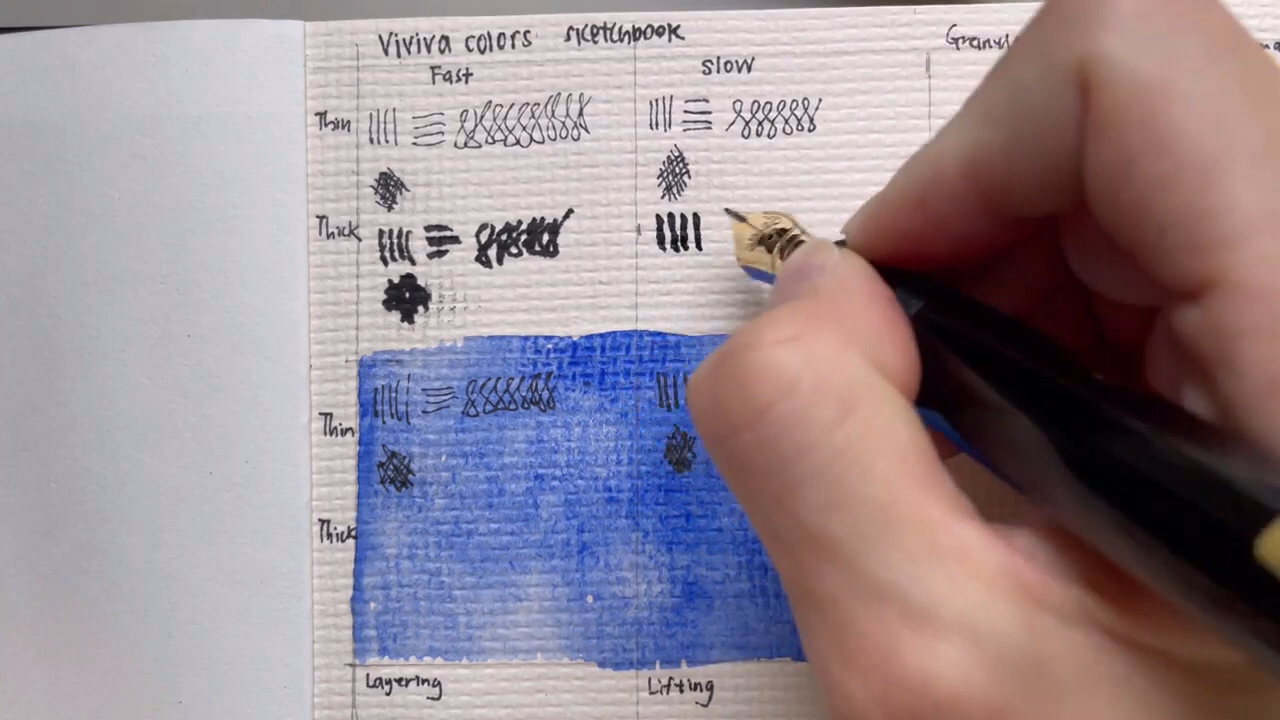 Viviva colors sketchbook
Fast slow
Thin
Thick
Thin
Thick
Layering Lifting